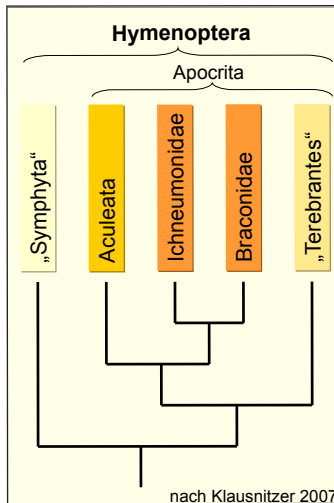 Hymenoptera
Apocrita
„Symphyta“
Aculeata
Ichneumonidae
Braconidae
„Terebrantes“
nach Klausnitzer 2007